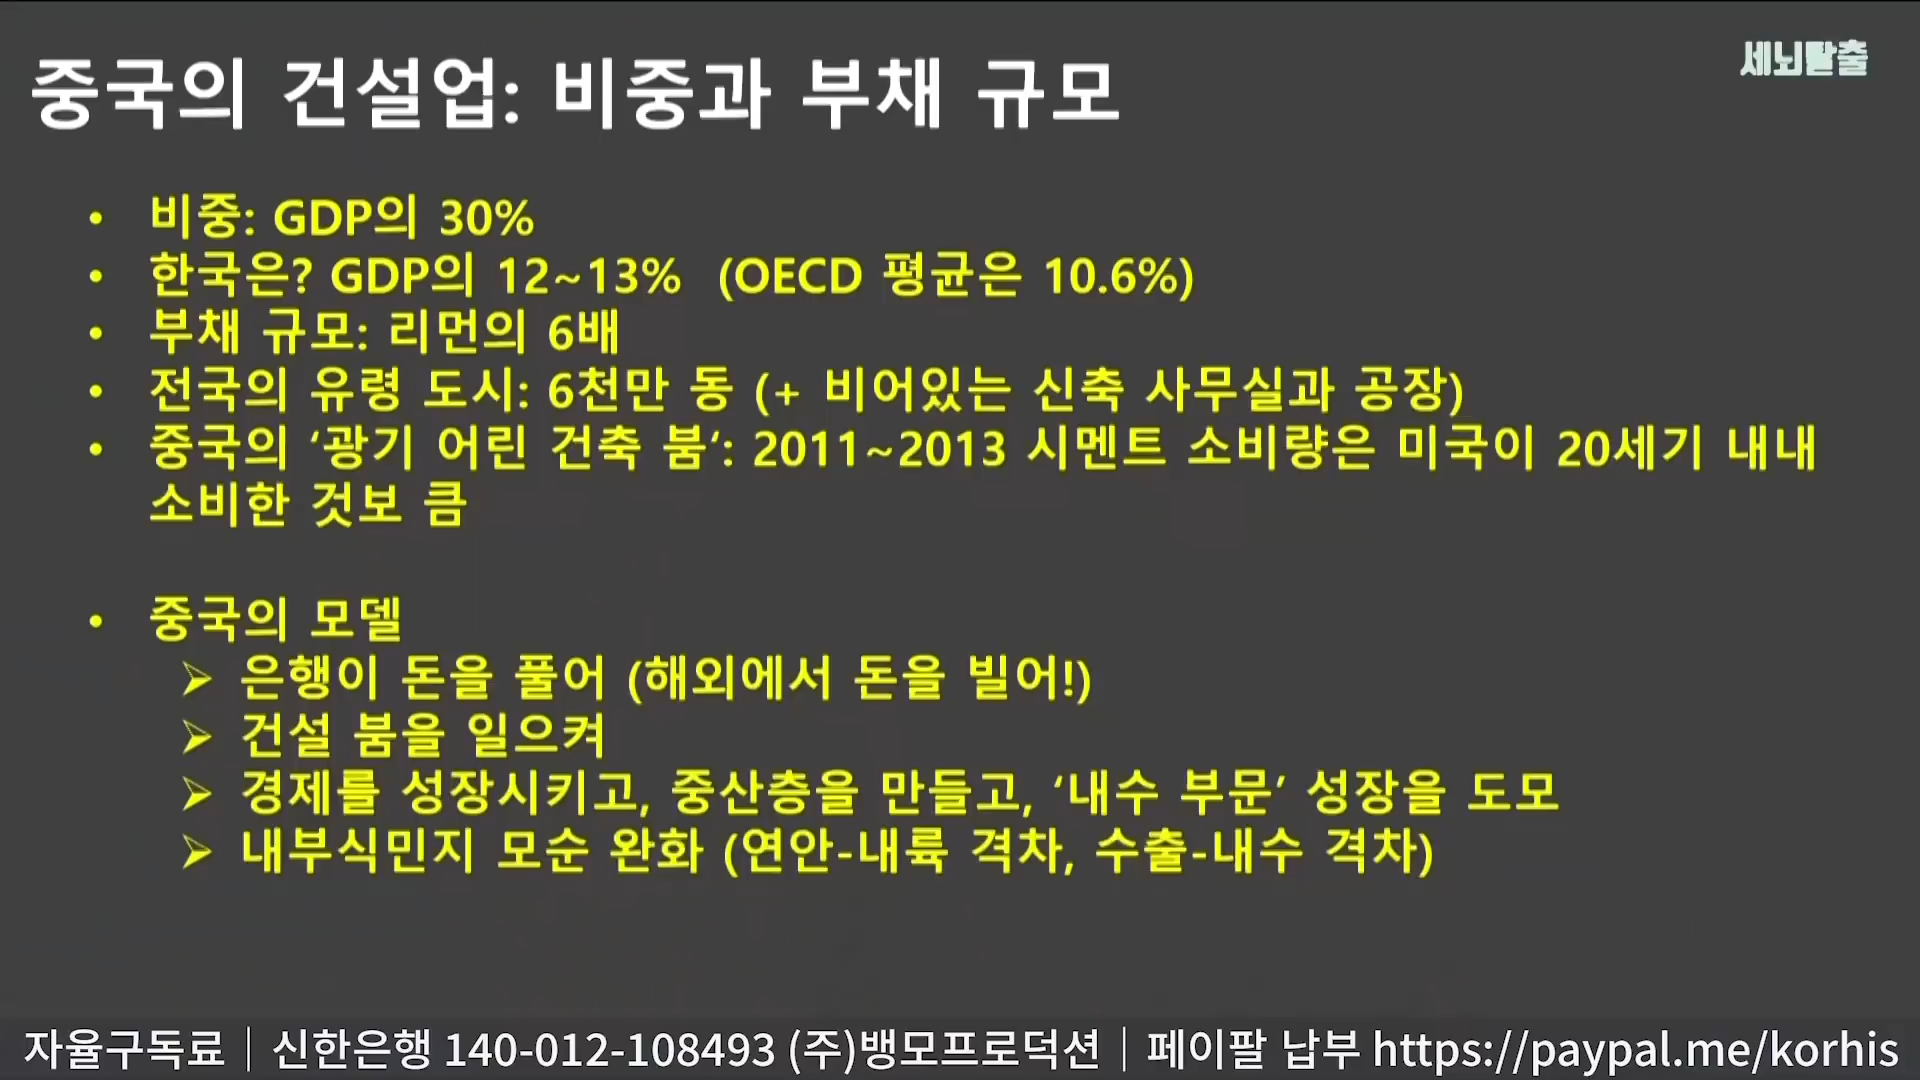 중국의 건설업: 비중과 부채 규모
세뇌탈출
• 비중: GDP의 30%
• 한국은? GDP의 12~13% (OECD 평균은 10.6%)
• 부채 규모: 리먼의 6배
• 전국의 유령 도시: 6천만 동 (+ 비어있는 신축 사무실과 공장)
• 중국의 ‘광기 어린 건축 붐‘: 2011~2013 시멘트 소비량은 미국이 20세기 내내
소비한 것보 큼
• 중국의 모델
➢ 은행이 돈을 풀어 (해외에서 돈을 빌어!)
➢ 건설 붐을 일으켜
➢ 경제를 성장시키고, 중산층을 만들고, ‘내수 부문’ 성장을 도모
➢ 내부식민지 모순 완화 (연안-내륙 격차, 수출-내수 격차)
자율구독료│신한은행 140-012-108493 (주)뱅모프로덕션│페이팔 납부 https://paypal.me/korhis